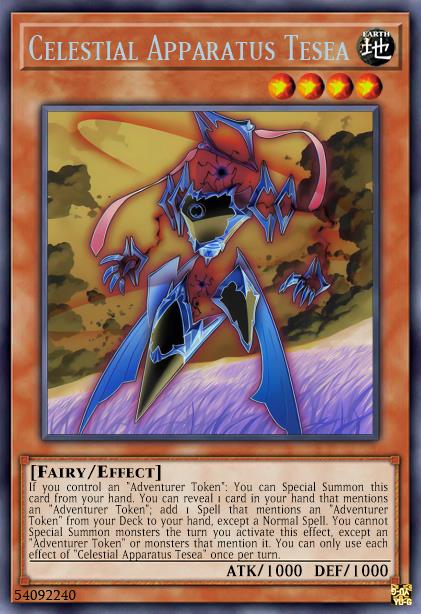 Celestial Apparatus Tesea
EARTH
地
[Fairy/Effect]
If you control an "Adventurer Token": You can Special Summon this
card from your hand. You can reveal 1 card in your hand that mentions
an "Adventurer Token"; add 1 Spell that mentions an "Adventurer
Token" from your Deck to your hand, except a Normal Spell. You cannot
Special Summon monsters the turn you activate this effect, except an
"Adventurer Token" or monsters that mention it. You can only use each
effect of "Celestial Apparatus Tesea" once per turn.
ATK/1000 DEF/1000
54092240